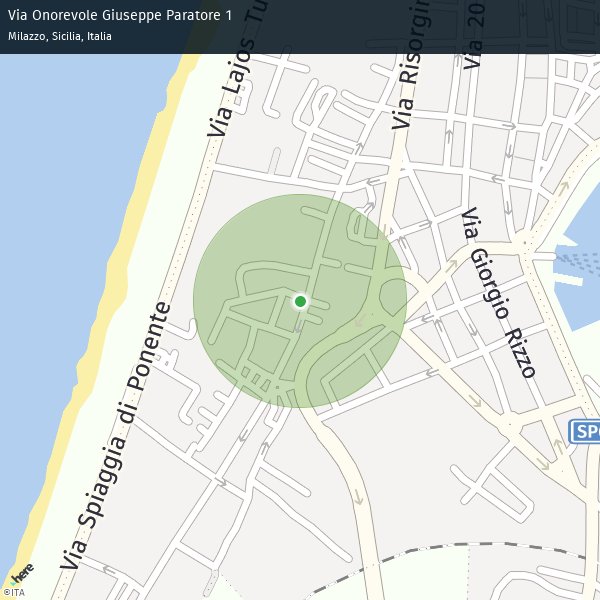 Via Onorevole Giuseppe Paratore 1
Milazzo, Sicilia, Italia
Via Lajos Tu
Via Risorgin
Via 20
Via Giorgio Rizzo
Via Spiaggia di Ponente
SP
here
©ITA